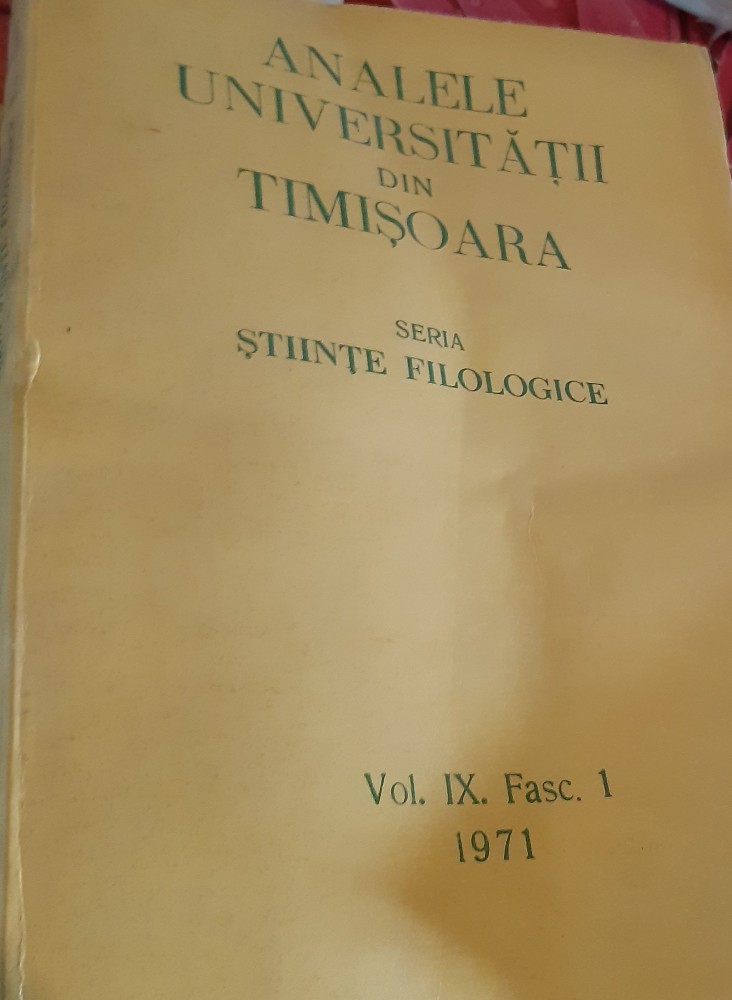 ANALELE
UNIVERSITĂȚII
DIN
TIMIȘOARA
SERIA
ȘTIINȚE FILOLOGICE
Vol. IX. Fasc. 1
1971